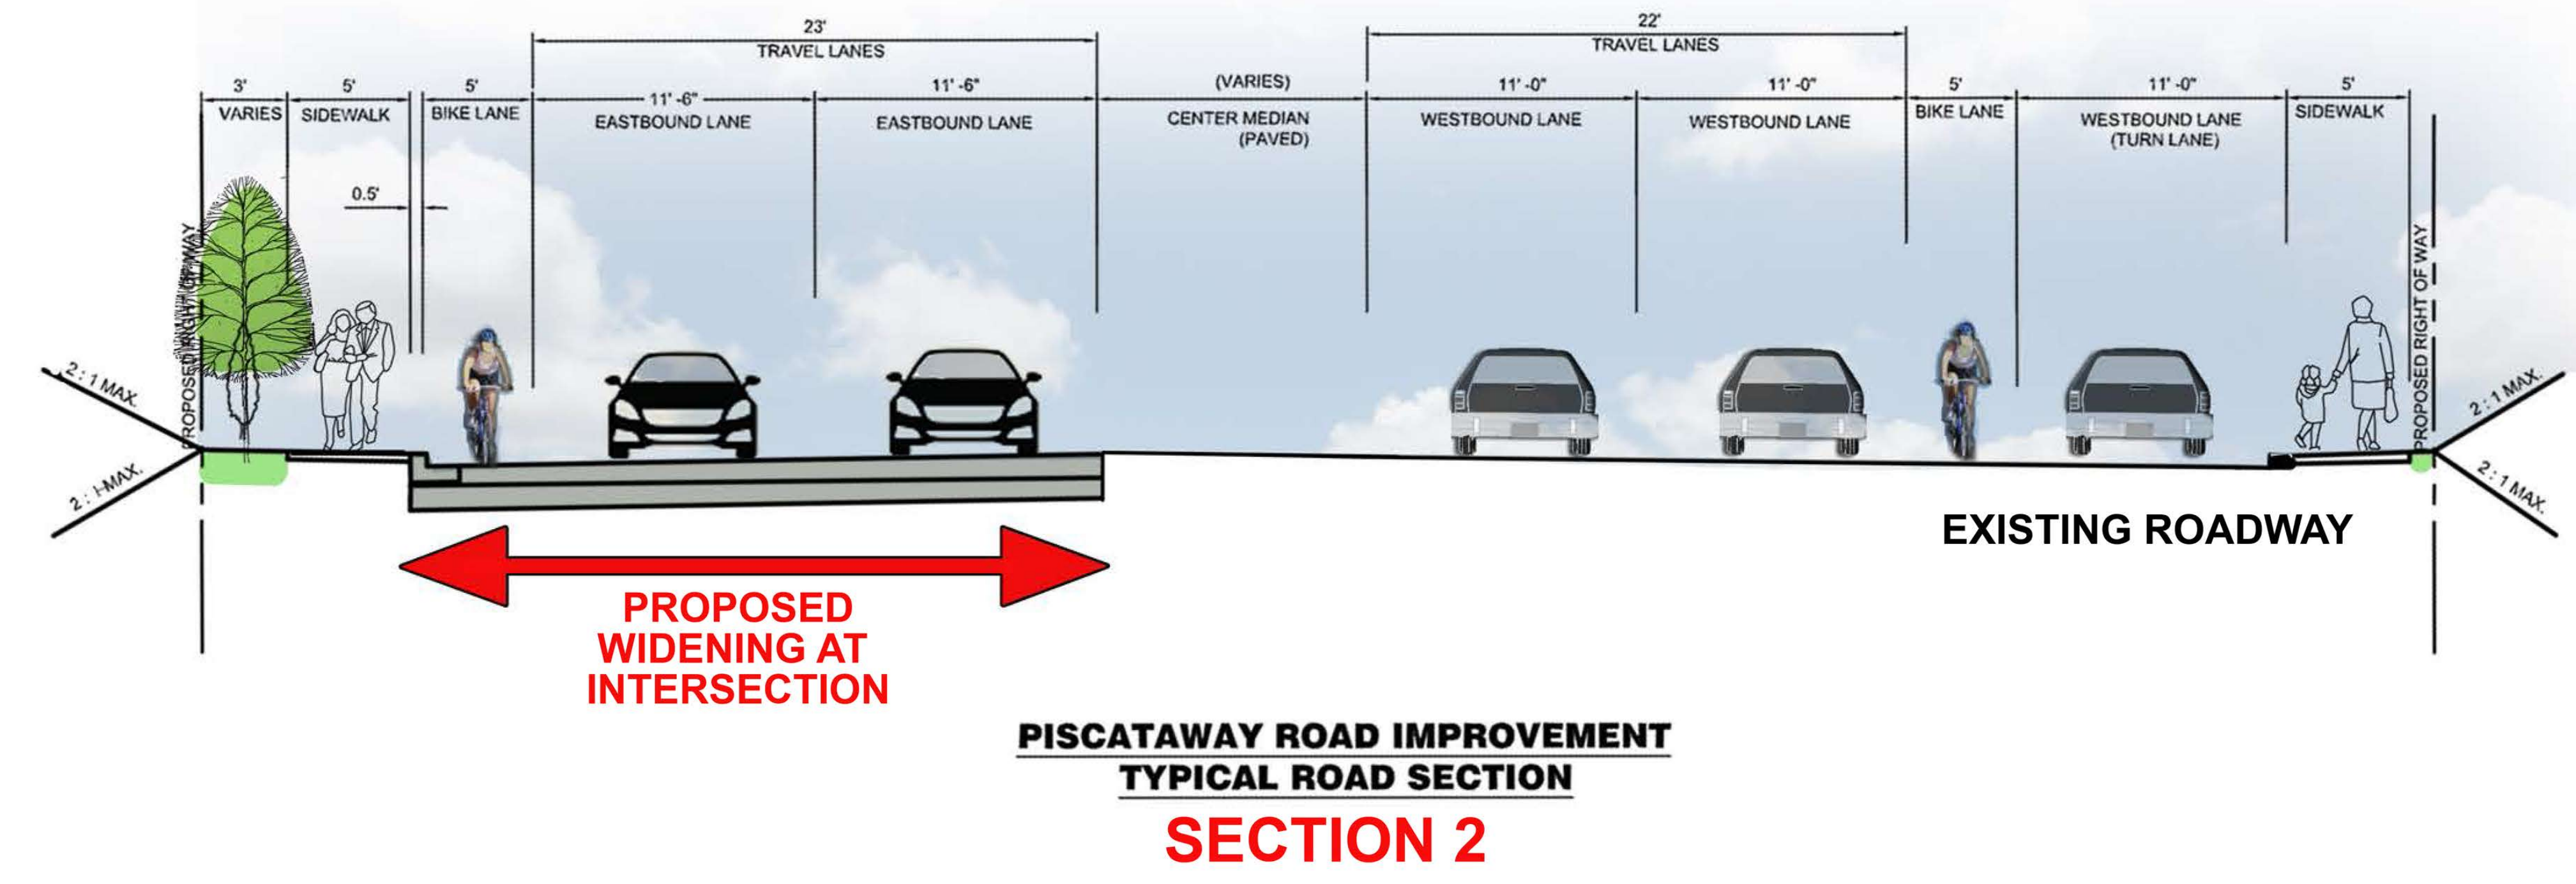 23'
TRAVEL LANES
22'
TRAVEL LANES
3'
VARIES
5'
SIDEWALK
5'
BIKE LANE
11' -6"
EASTBOUND LANE
11' -6"
EASTBOUND LANE
(VARIES)
CENTER MEDIAN
(PAVED)
11' -0"
WESTBOUND LANE
11' -0"
WESTBOUND LANE
5'
BIKE LANE
11' -0"
WESTBOUND LANE
(TURN LANE)
5'
SIDEWALK
0.5'
PROPOSED RIGHT OF WAY
PROPOSED RIGHT OF WAY
2 : 1 MAX.
2 : 1 MAX.
2 : 1 MAX.
2 : 1 MAX.
EXISTING ROADWAY
PROPOSED
WIDENING AT
INTERSECTION
PISCATAWAY ROAD IMPROVEMENT
TYPICAL ROAD SECTION
SECTION 2